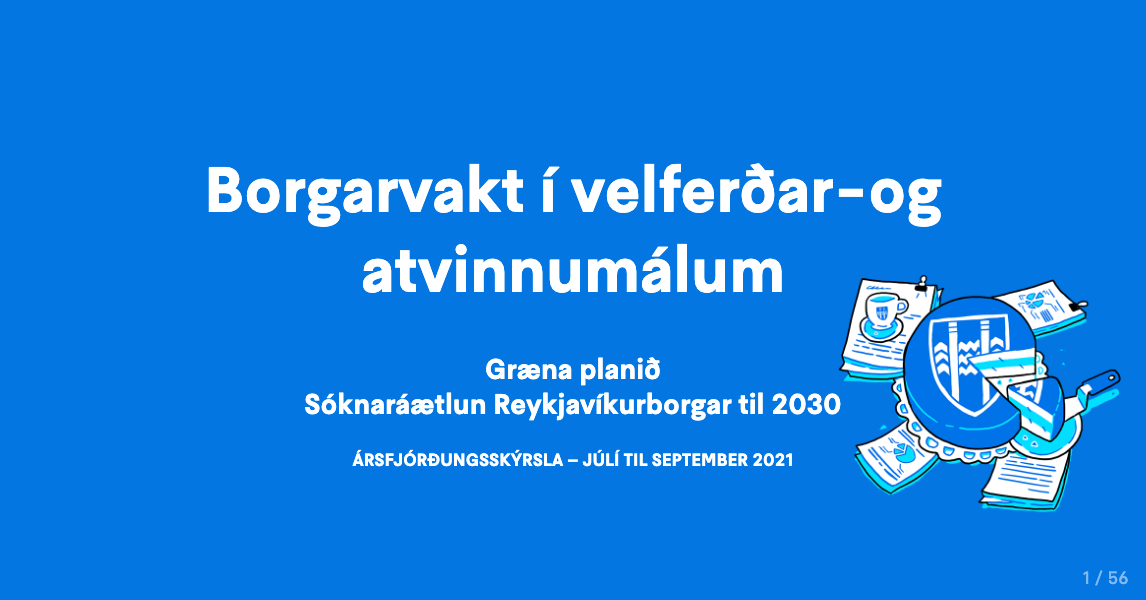 Borgarvakt í velferðar-og
atvinnumálum
Græna planið
Sóknaráætlun Reykjavíkurborgar til 2030
ÁRSFJÓRÐUNGSSKÝRSLA – JÚLÍ TIL SEPTEMBER 2021
1 / 56